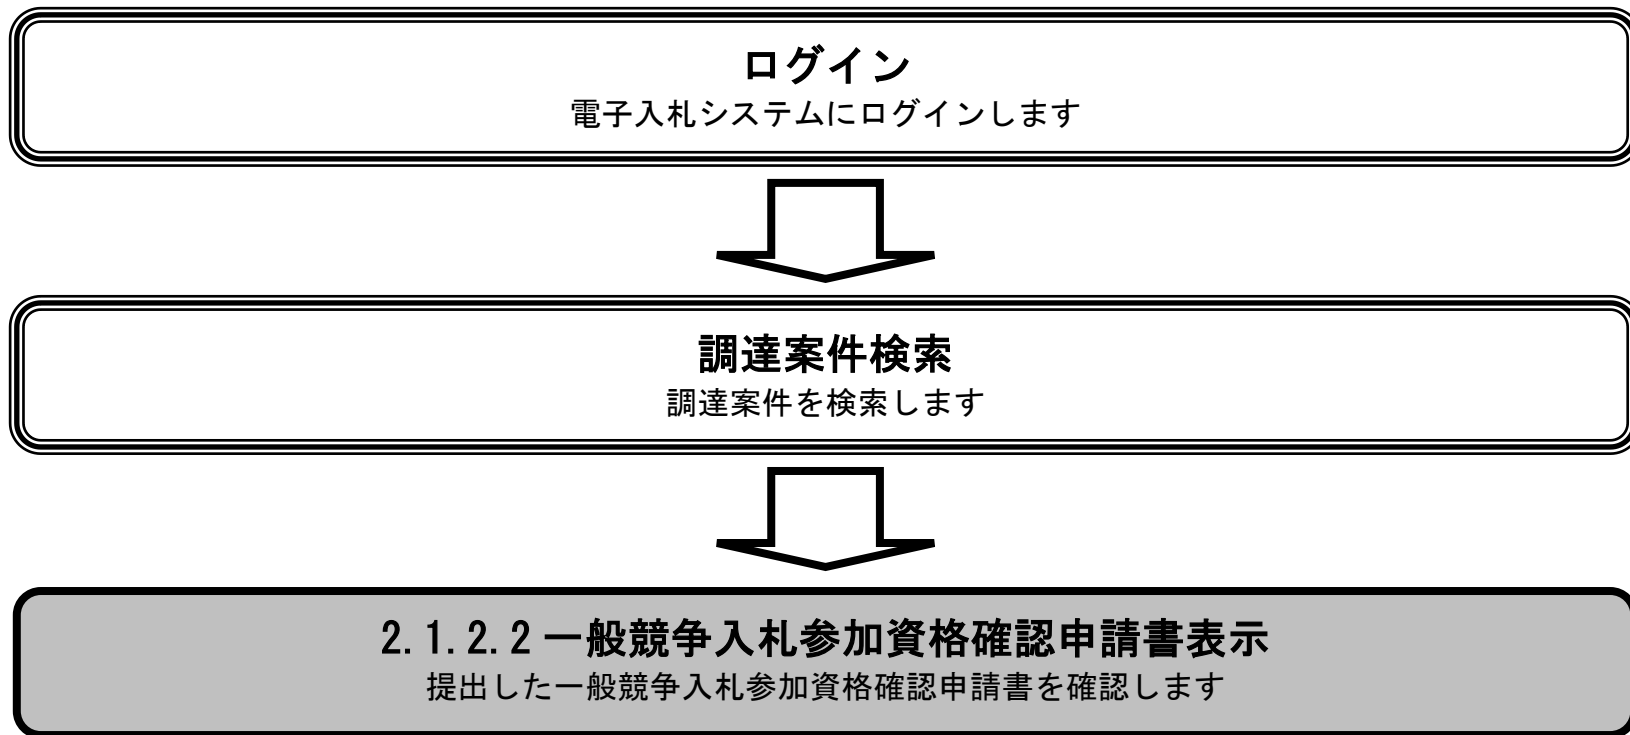 ログイン
電子入札システムにログインします
調達案件検索
調達案件を検索します
2.1.2.2 一般競争入札参加資格確認申請書表示
提出した一般競争入札参加資格確認申請書を確認します